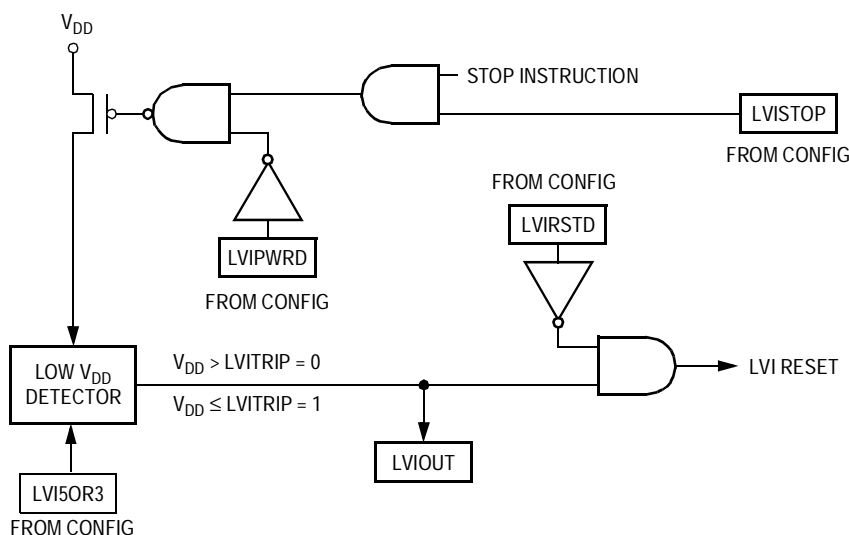 VDD
STOP INSTRUCTION
LVISTOP
FROM CONFIG
FROM CONFIG
LVIRSTD
LVIPWRD
FROM CONFIG
LOW VDD
DETECTOR
VDD > LVITRIP = 0
VDD ≤ LVITRIP = 1
LVI RESET
LVIOUT
LVI5OR3
FROM CONFIG